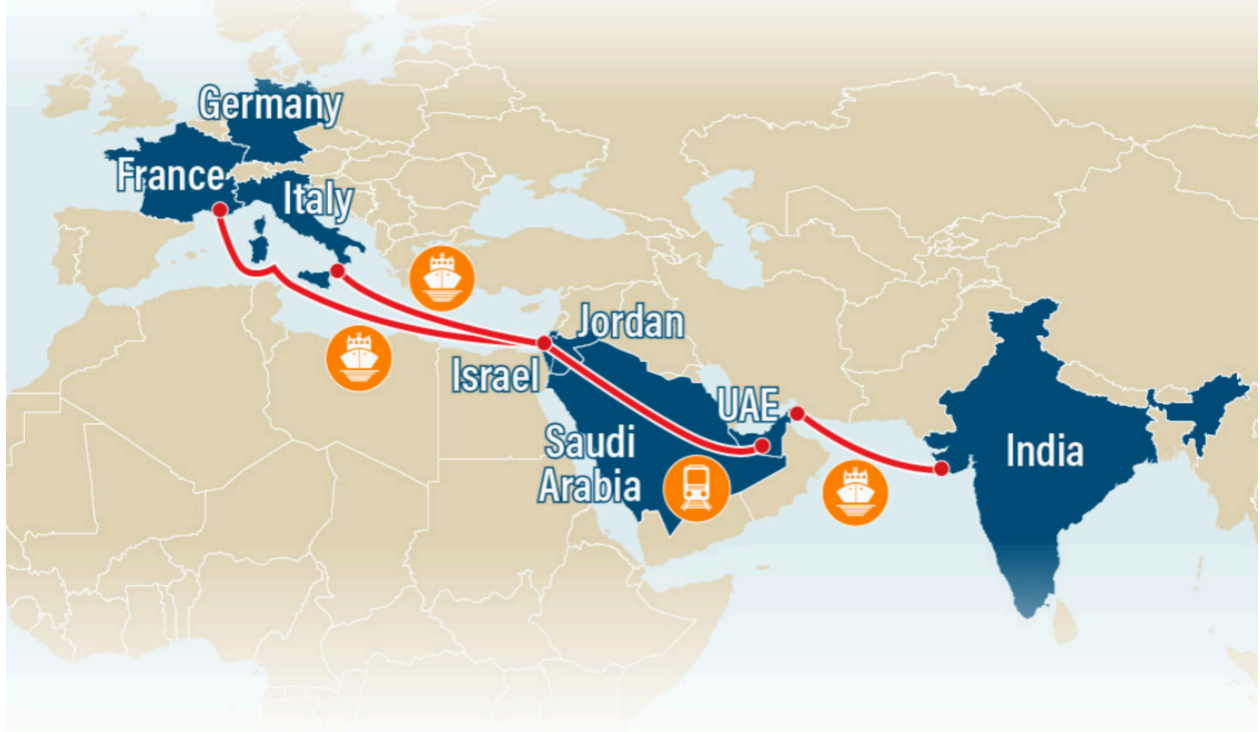 Germany
France
Italy
Jordan
Israel
UAE
Saudi
Arabia
India